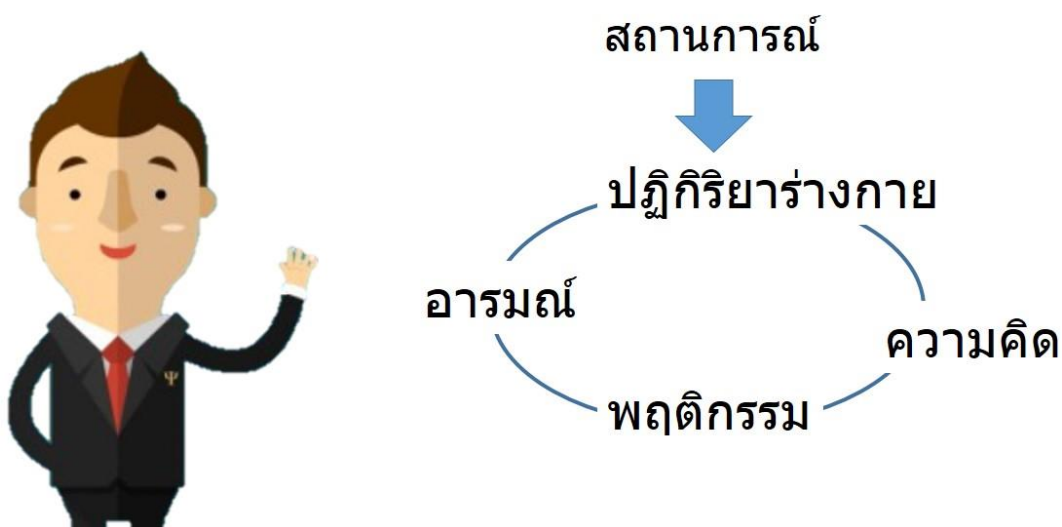 สถานการณ์
ปฏิกิริยาร่างกาย
อารมณ์
ความคิด
พฤติกรรม
Ψ